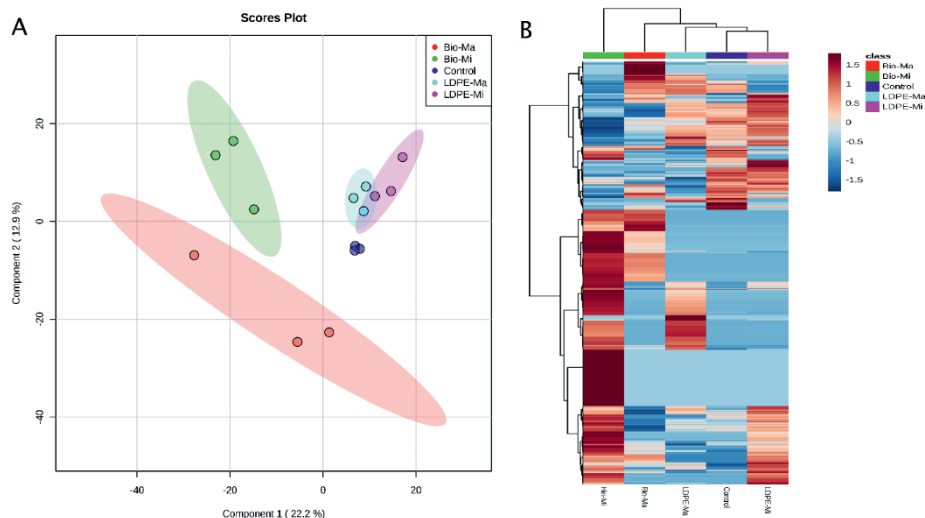 A
Scores Plot
Bio-Ma
Bio-Mi
Control
LDPE-Ma
LDPE-Mi
20
0
-20
-40
Component 2 ( 12.9 %)
-40
-20
0
20
Component 1 ( 22.2 %)
B
1.5
1
0.5
0
-0.5
-1
-1.5
class
Bio-Ma
Bio-Mi
Control
LDPE-Ma
LDPE-Mi
Bio-Mi
Bio-Ma
LDPE-Ma
Control
LDPE-Mi